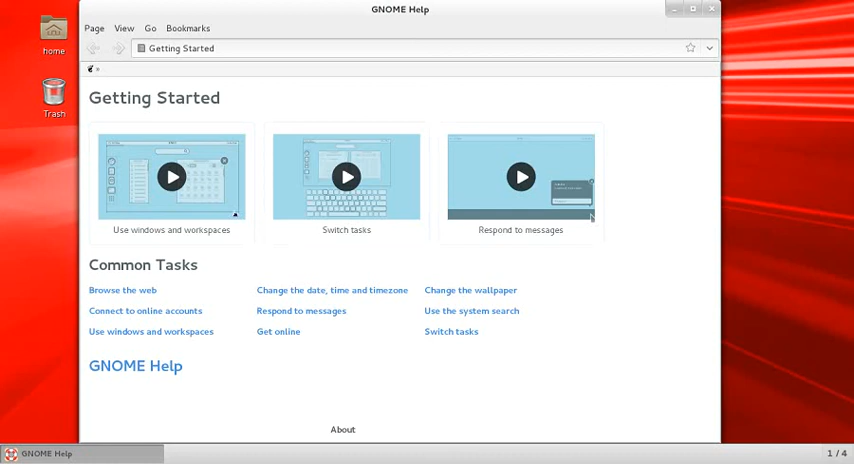 GNOME Help
home
Page View Go Bookmarks
Getting Started
Trash
Getting Started
Use windows and workspaces
Switch tasks
Respond to messages
Common Tasks
Browse the web
Change the date, time and timezone
Change the wallpaper
Connect to online accounts
Respond to messages
Use the system search
Use windows and workspaces
Get online
Switch tasks
GNOME Help
About
GNOME Help
1 / 4